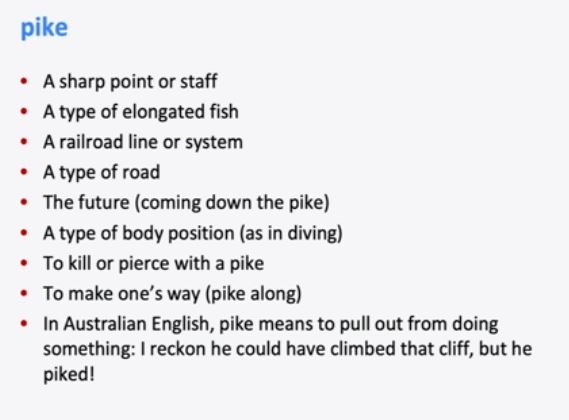 pike
• A sharp point or staff
• A type of elongated fish
• A railroad line or system
• A type of road
• The future (coming down the pike)
• A type of body position (as in diving)
• To kill or pierce with a pike
• To make one’s way (pike along)
• In Australian English, pike means to pull out from doing
something: I reckon he could have climbed that cliff, but he
piked!